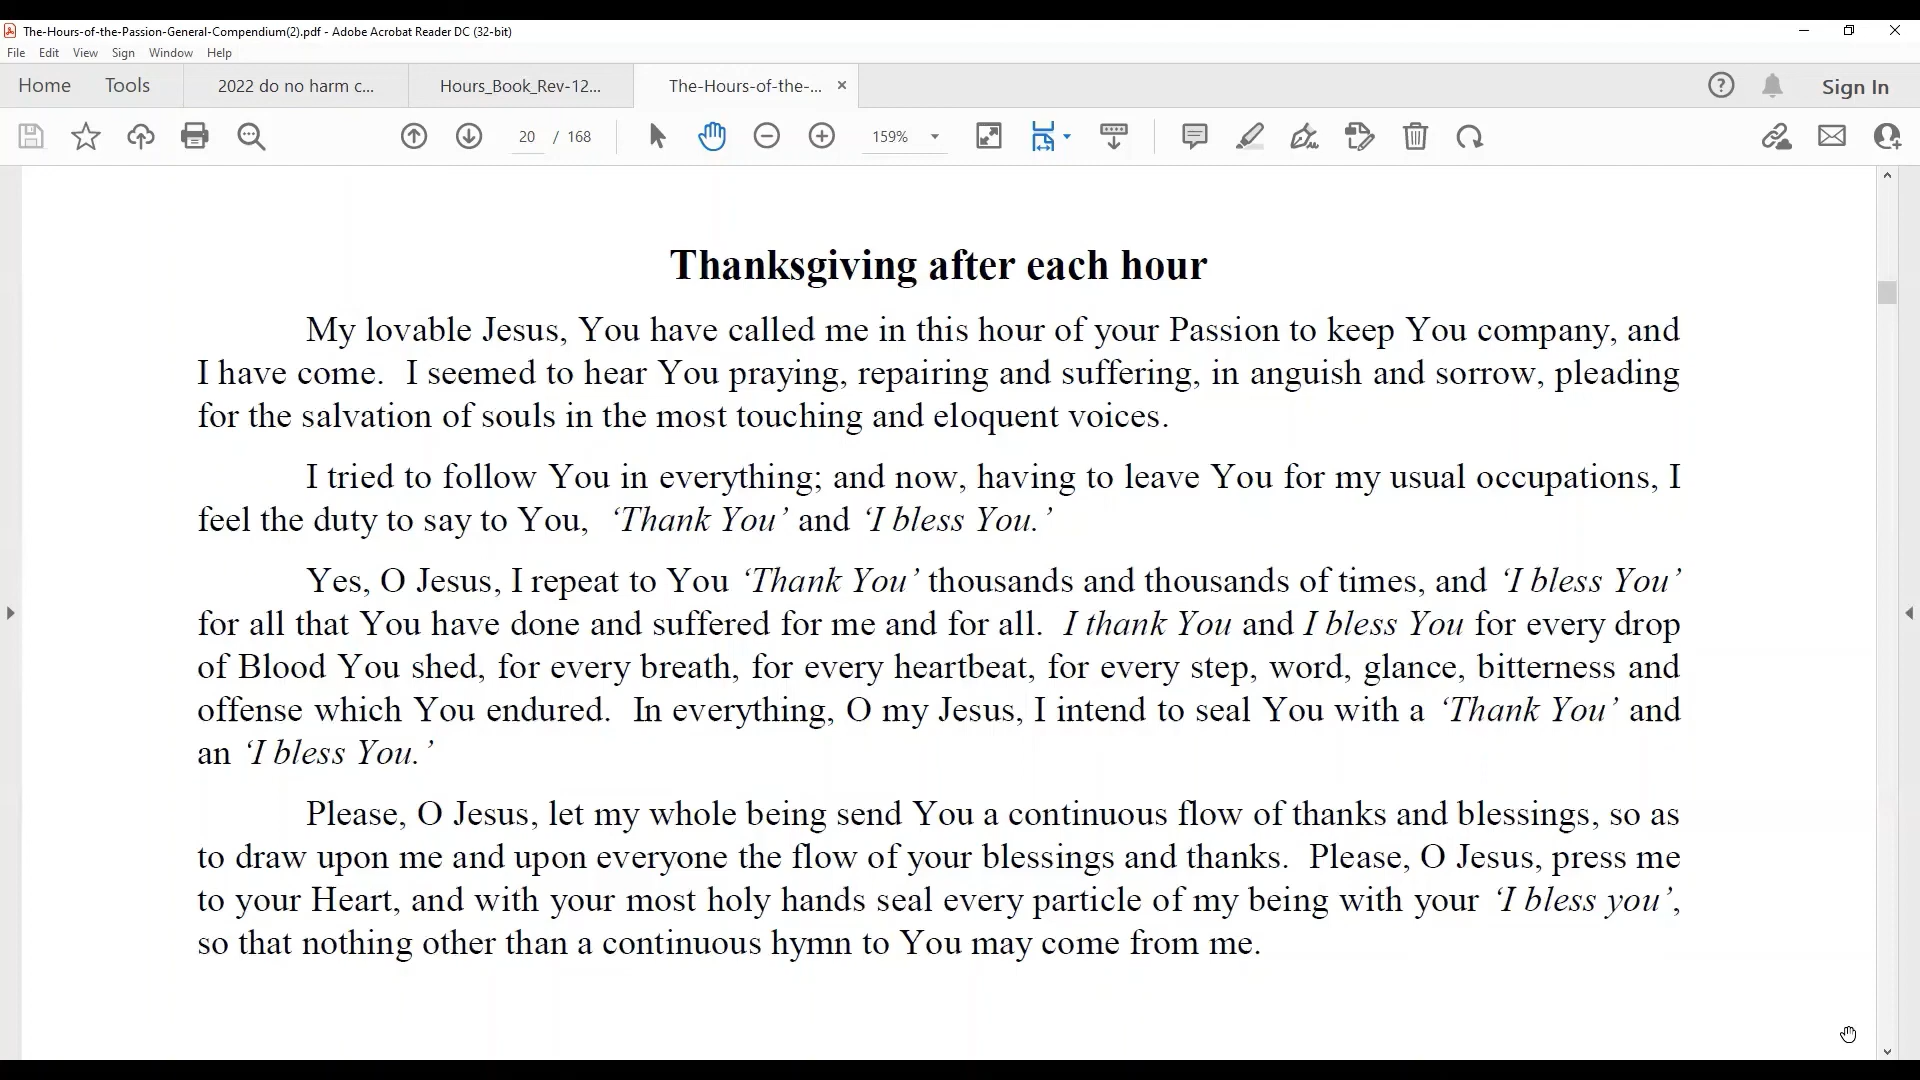 The-Hours-of-the-Passion-General-Compendium(2).pdf - Adobe Acrobat Reader DC (32-bit)
File Edit View Sign Window Help
Home Tools 2022 do no harm c... Hours_Book_Rev-12... The-Hours-of-the-... × Sign In
20 / 168 159%
Thanksgiving after each hour
My lovable Jesus, You have called me in this hour of your Passion to keep You company, and
I have come.  I seemed to hear You praying, repairing and suffering, in anguish and sorrow, pleading
for the salvation of souls in the most touching and eloquent voices.
I tried to follow You in everything; and now, having to leave You for my usual occupations, I
feel the duty to say to You,  ‘Thank You’ and ‘I bless You.’
Yes, O Jesus, I repeat to You ‘Thank You’ thousands and thousands of times, and ‘I bless You’
for all that You have done and suffered for me and for all.  I thank You and I bless You for every drop
of Blood You shed, for every breath, for every heartbeat, for every step, word, glance, bitterness and
offense which You endured.  In everything, O my Jesus, I intend to seal You with a ‘Thank You’ and
an ‘I bless You.’
Please, O Jesus, let my whole being send You a continuous flow of thanks and blessings, so as
to draw upon me and upon everyone the flow of your blessings and thanks.  Please, O Jesus, press me
to your Heart, and with your most holy hands seal every particle of my being with your ‘I bless you’,
so that nothing other than a continuous hymn to You may come from me.